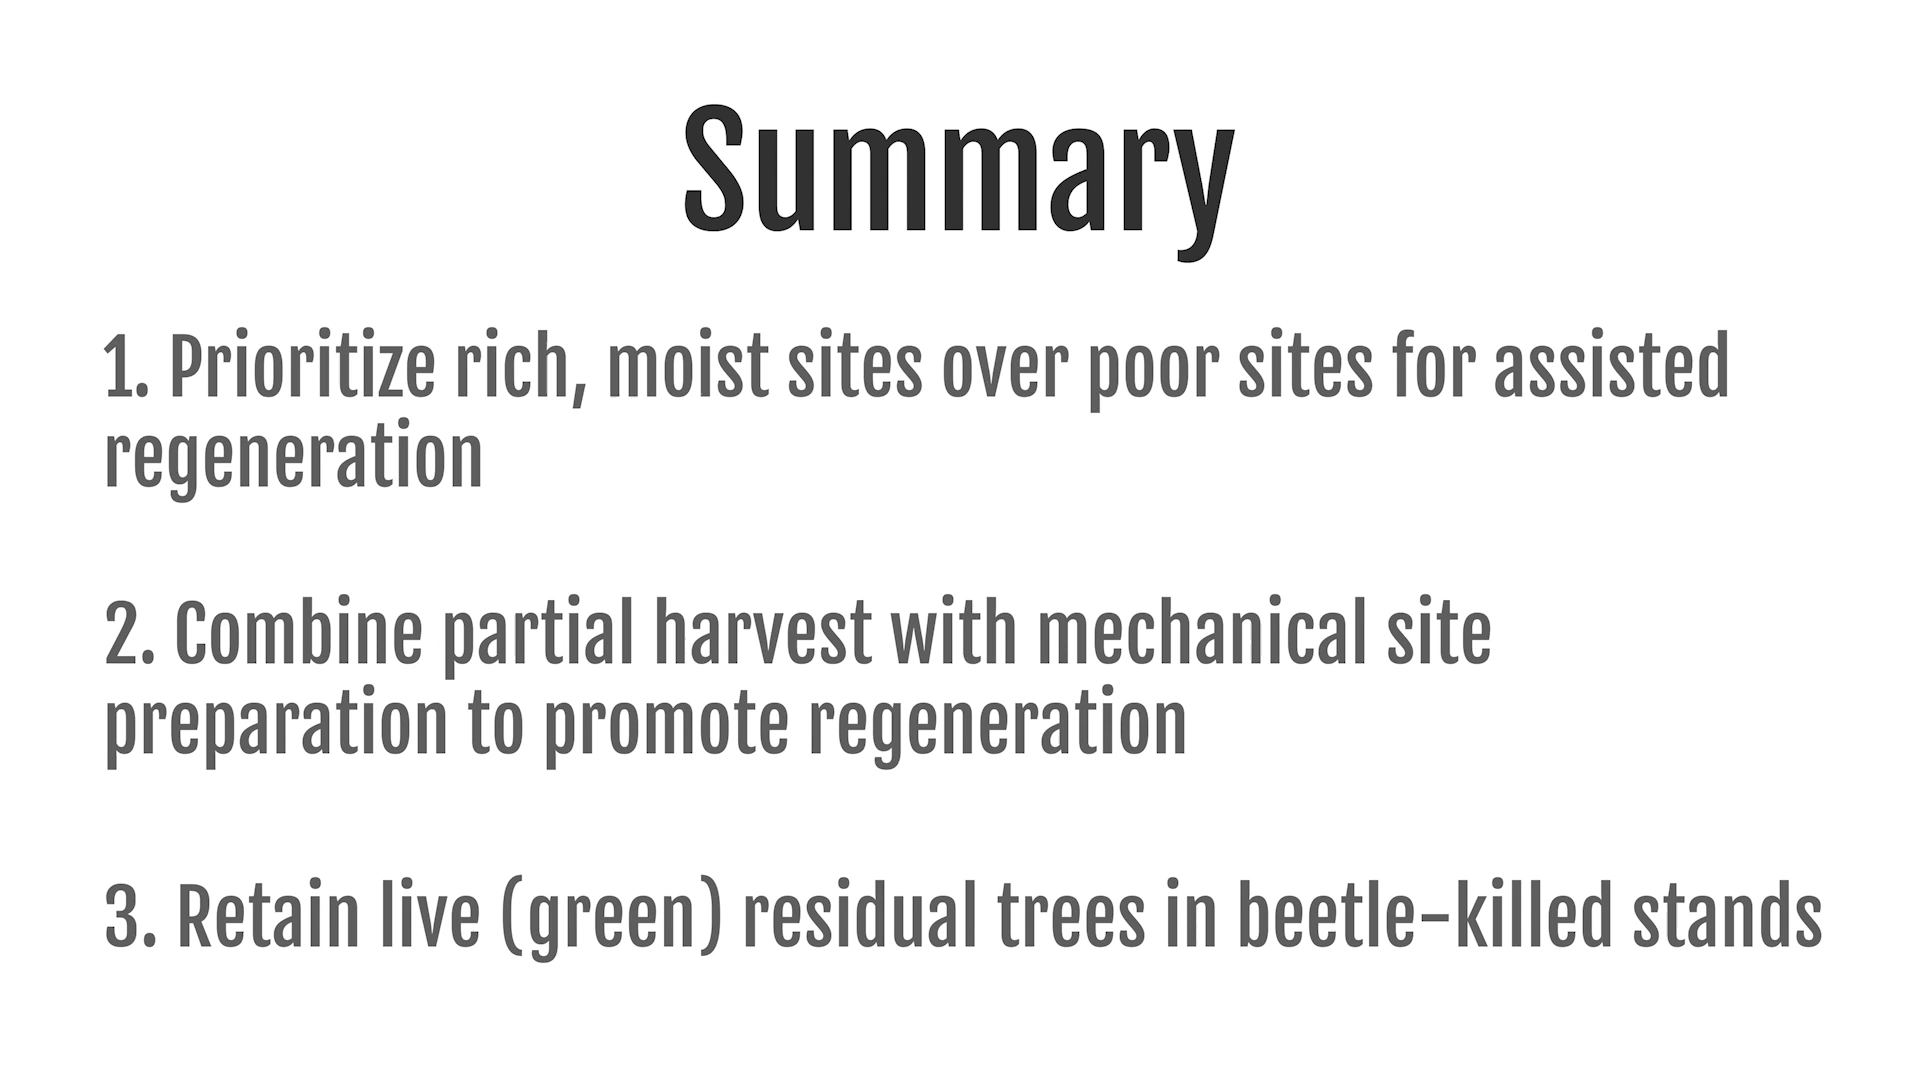 Summary
1. Prioritize rich, moist sites over poor sites for assisted
regeneration
2. Combine partial harvest with mechanical site
preparation to promote regeneration
3. Retain live (green) residual trees in beetle-killed stands